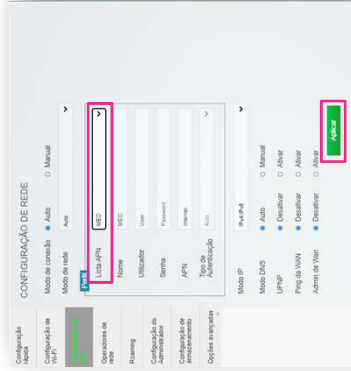 Configuração
rápida
Configuração de
Wi-Fi
Operadores de
rede
Roaming
Configuração do
Administrador
Configuração de
armazenamento
Opções avançadas
CONFIGURAÇÃO DE REDE
Modo de conexão Auto Manual
Modo de rede Auto
Perfil
Lista APN MEO
Nome MEO
Utilizador User
Senha Password
APN internet
Tipo de
Autenticação Auto
Modo IP IPv4/IPv6
Modo DNS Auto Manual
UPNP Desativar Ativar
Ping da WAN Desativar Ativar
Admin de Wan Desativar Ativar
Aplicar